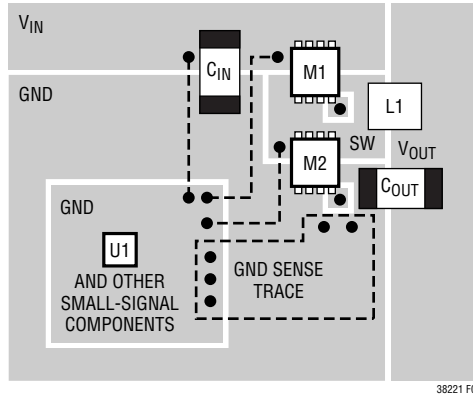 VIN
GND
CIN
M1
L1
SW
VOUT
M2
COUT
GND
U1
AND OTHER
SMALL-SIGNAL
COMPONENTS
GND SENSE
TRACE
38221 F0